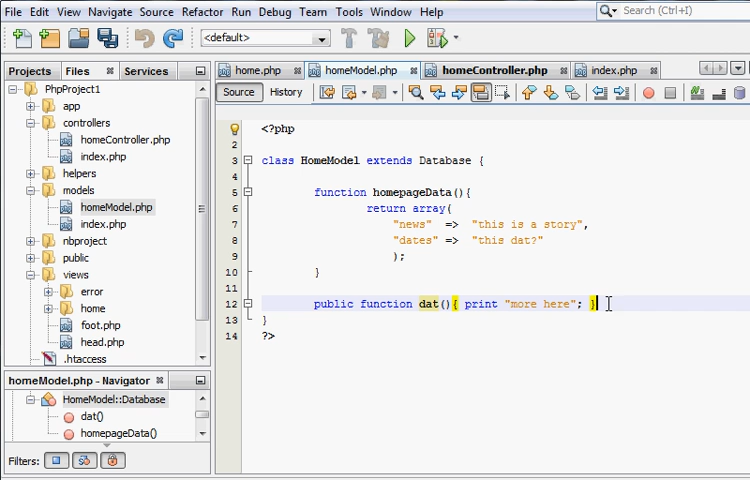 File Edit View Navigate Source Refactor Run Debug Team Tools Window Help
Search (Ctrl+I)
<default>
Projects Files Services
home.php homeModel.php homeController.php index.php
Source History
PhpProject1
app
controllers
homeController.php
index.php
helpers
models
homeModel.php
index.php
nbproject
public
views
error
home
foot.php
head.php
.htaccess
homeModel.php - Navigator
HomeModel::Database
dat()
homepageData()
Filters:
<?php
2
3 class HomeModel extends Database {
4
5 function homepageData(){
6 return array(
7 "news" => "this is a story",
8 "dates" => "this dat?"
9 );
10 }
11
12 public function dat(){ print "more here"; }
13 }
14 ?>